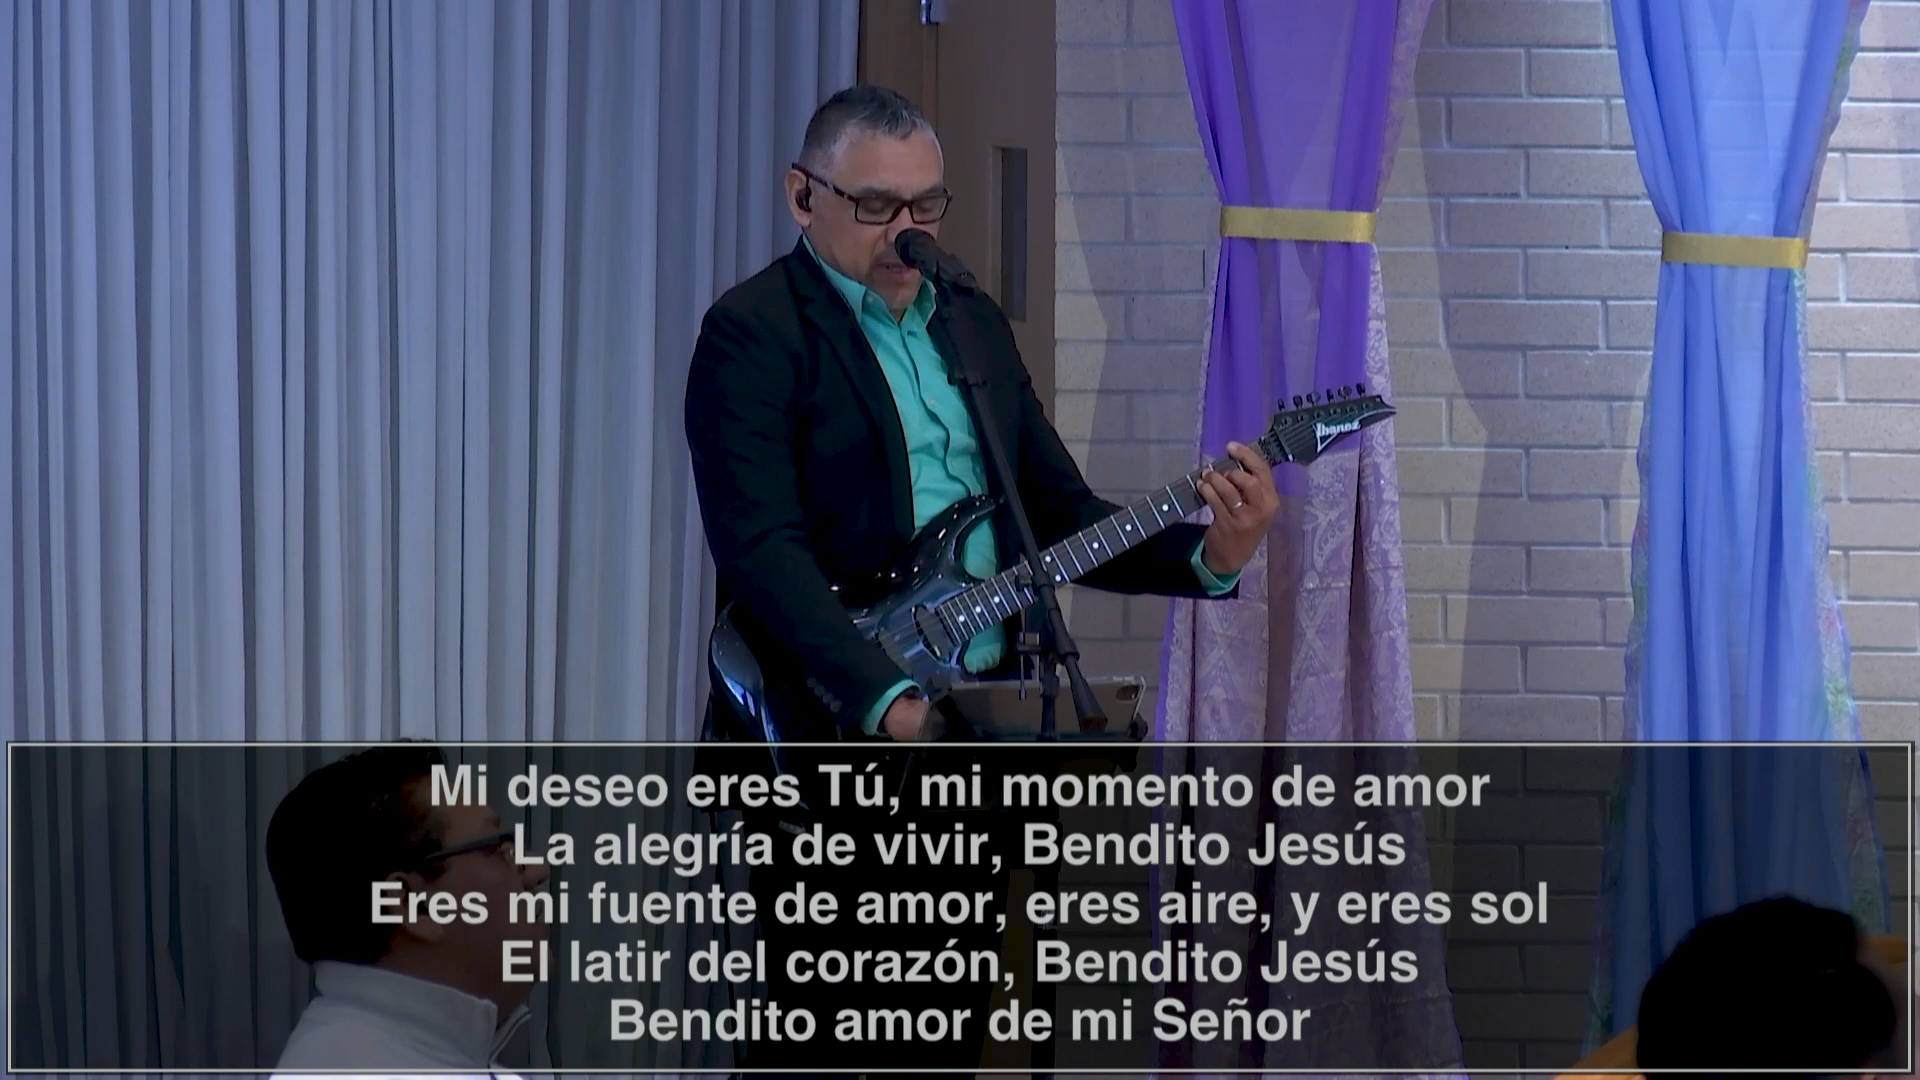 Ibanez
Mi deseo eres Tú, mi momento de amor
La alegría de vivir, Bendito Jesús
Eres mi fuente de amor, eres aire, y eres sol
El latir del corazón, Bendito Jesús
Bendito amor de mi Señor